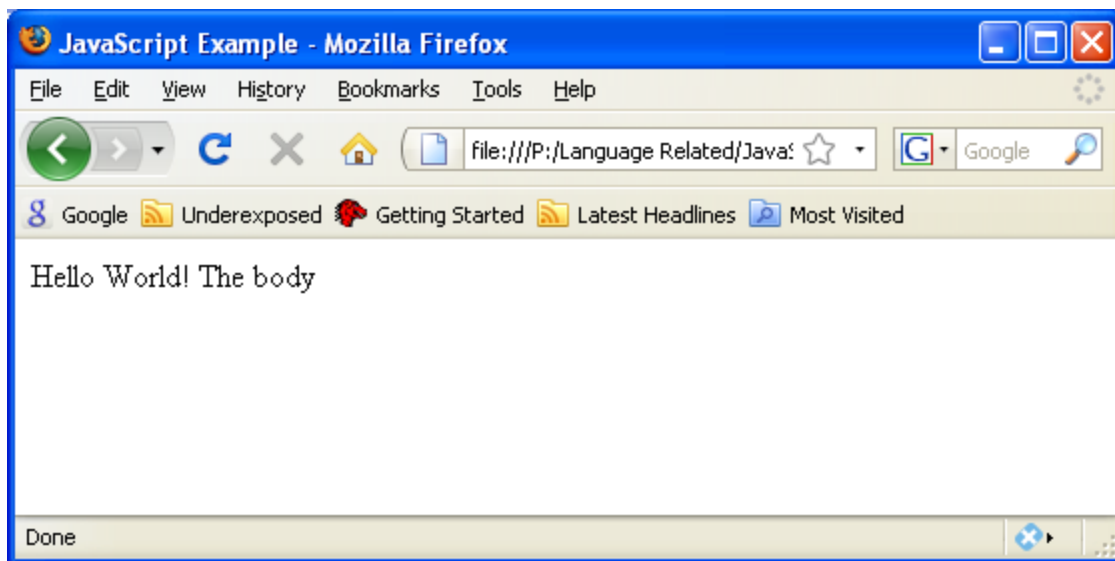 JavaScript Example - Mozilla Firefox
File Edit View History Bookmarks Tools Help
file:///P:/Language Related/JavaS G Google
g Google Underexposed Getting Started Latest Headlines Most Visited
Hello World! The body
Done